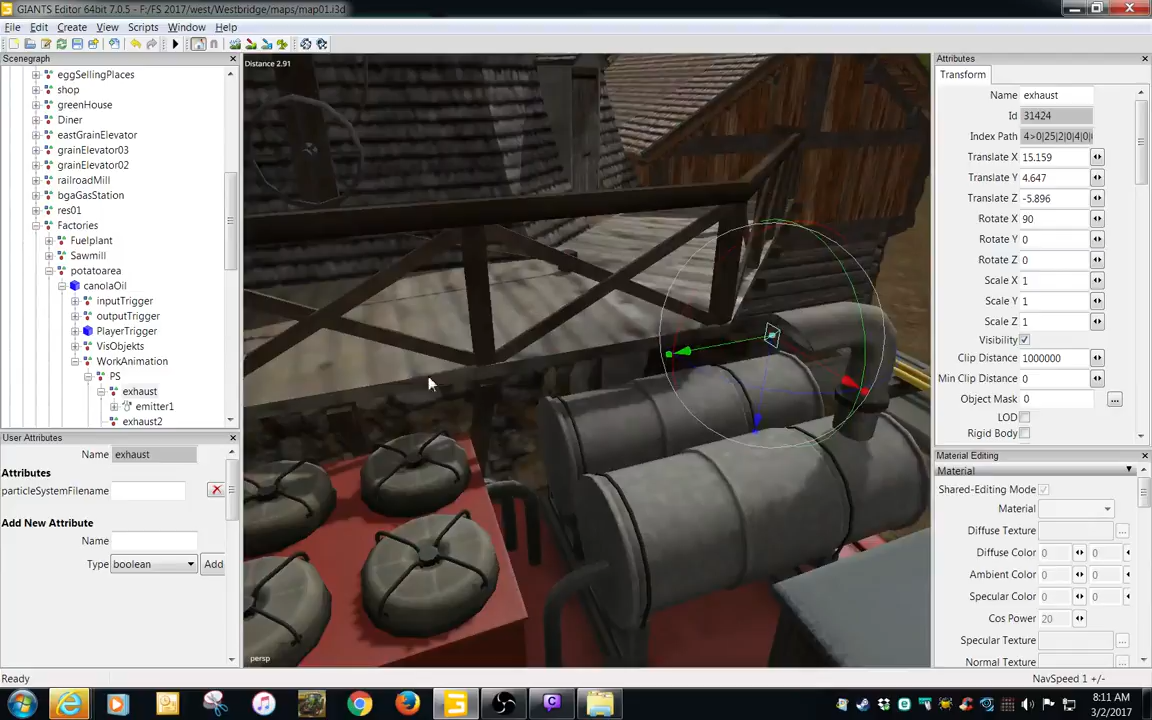 GIANTS Editor 64bit 7.0.5 - F:/FS 2017/west/Westbridge/maps/map01.i3d
File Edit Create View Scripts Window Help
Scenegraph
eggSellingPlaces
shop
greenHouse
Diner
eastGrainElevator
grainElevator03
grainElevator02
railroadMill
bgaGasStation
res01
Factories
Fuelplant
Sawmill
potatoarea
canolaOil
inputTrigger
outputTrigger
PlayerTrigger
VisObjekts
WorkAnimation
PS
exhaust
emitter1
exhaust2
User Attributes
Name exhaust
Attributes
particleSystemFilename
Add New Attribute
Name
Type boolean Add
Distance 2.91
persp
Attributes
Transform
Name exhaust
Id 31424
Index Path 4>0|25|2|0|4|0|
Translate X 15.159
Translate Y 4.647
Translate Z -5.896
Rotate X 90
Rotate Y 0
Rotate Z 0
Scale X 1
Scale Y 1
Scale Z 1
Visibility
Clip Distance 1000000
Min Clip Distance 0
Object Mask 0 ...
LOD
Rigid Body
Material Editing
Material
Shared-Editing Mode
Material
Diffuse Texture ...
Diffuse Color 0 0
Ambient Color 0 0
Specular Color 0 0
Cos Power 20
Specular Texture ...
Normal Texture ...
Ready
NavSpeed 1 +/-
8:11 AM
3/2/2017